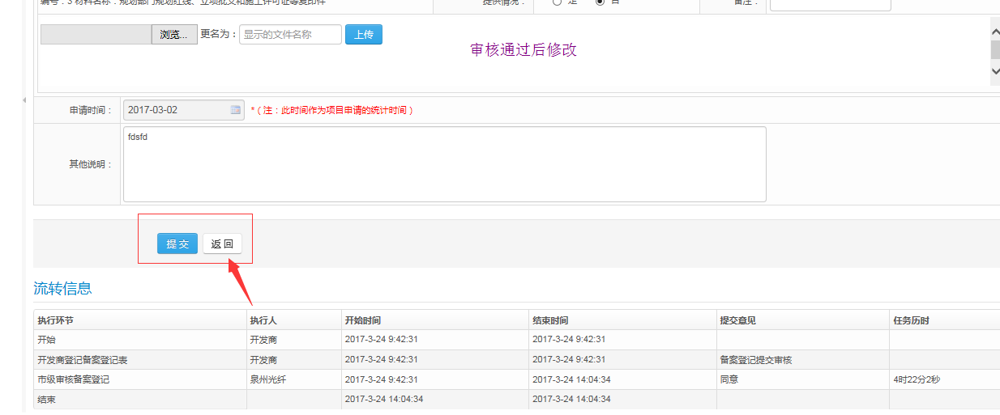 编号：3 材料名称：规划部门规划红线、立项批文和施工许可证等复印件 提供情况： 是 否 备注：
浏览... 更名为： 显示的文件名称 上传
审核通过后修改
申请时间： 2017-03-02 *（注：此时间作为项目申请的统计时间）
其他说明： fdsfd
提交 返回
流转信息
执行环节 执行人 开始时间 结束时间 提交意见 任务历时
开始 开发商 2017-3-24 9:42:31 2017-3-24 9:42:31
开发商登记备案登记表 开发商 2017-3-24 9:42:31 2017-3-24 9:42:31 备案登记提交审核
市级审核备案登记 泉州光纤 2017-3-24 9:42:31 2017-3-24 14:04:34 同意 4时22分2秒
结束 2017-3-24 14:04:34 2017-3-24 14:04:34